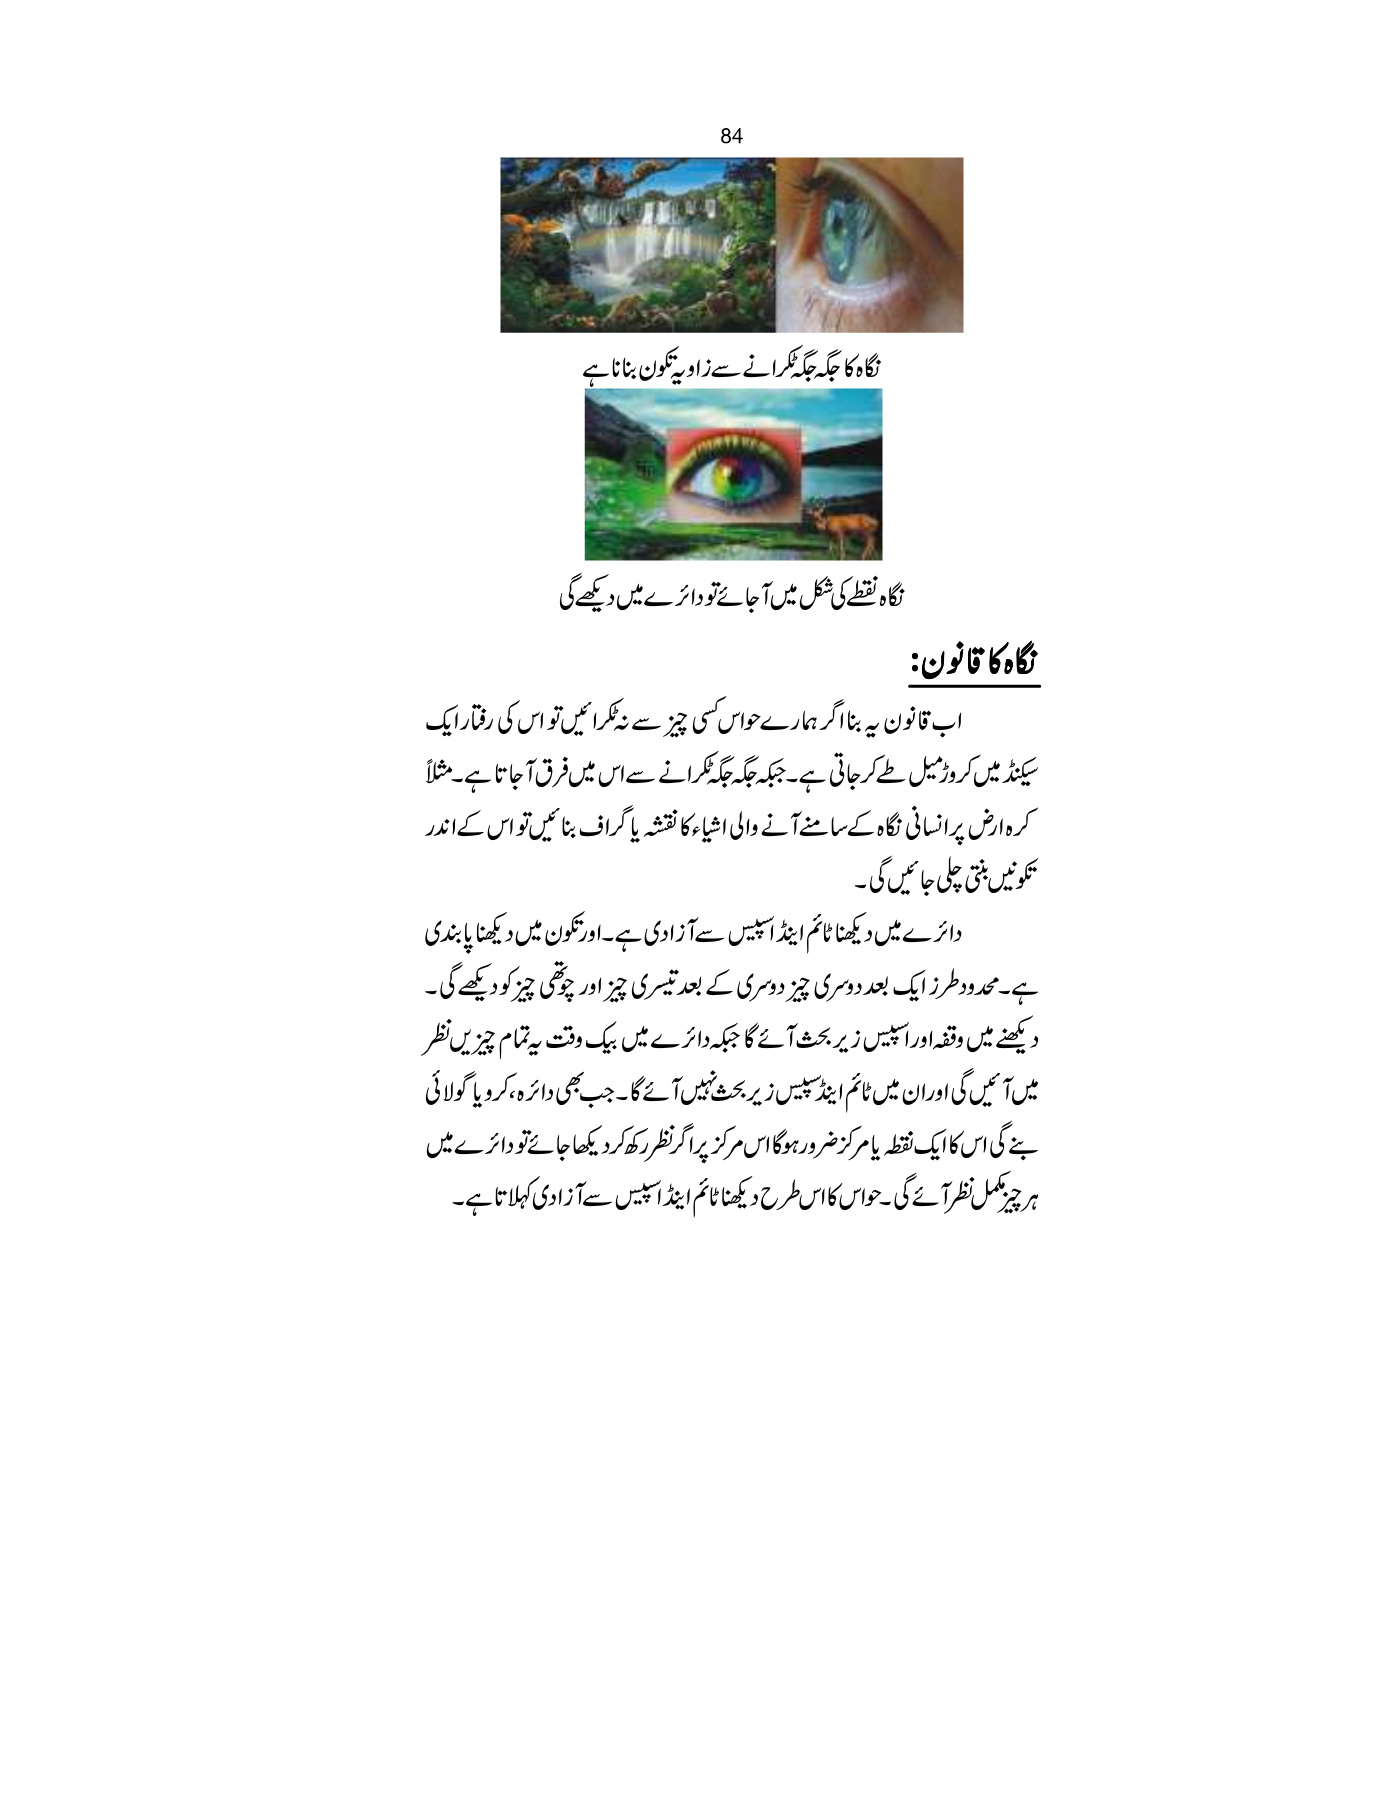 84
نگاہ کا جگہ جگہ ٹکرانے سے زاویہ تکون بنانا ہے
نگاہ نقطے کی شکل میں آجائے تو دائرے میں دیکھے گی
نگاہ کا قانون:
اب قانون یہ بنا اگر ہمارے حواس کسی چیز سے نہ ٹکرائیں تو اس کی رفتار ایک
سیکنڈ میں کروڑ میل طے کر جاتی ہے۔ جبکہ جگہ جگہ ٹکرانے سے اس میں فرق آجاتا ہے۔ مثلاً
کرہ ارض پر انسانی نگاہ کے سامنے آنے والی اشیاء کا نقشہ یا گراف بنائیں تو اس کے اندر
تکونیں بنتی چلی جائیں گی۔
دائرے میں دیکھنا ٹائم اینڈ اسپیس سے آزادی ہے۔ اور تکون میں دیکھنا پابندی
ہے۔ محدود طرز ایک بعد دوسری چیز دوسری کے بعد تیسری چیز اور چوتھی چیز کو دیکھے گی۔
دیکھنے میں وقفہ اور اسپیس زیر بحث آئے گا جبکہ دائرے میں بیک وقت یہ تمام چیزیں نظر
میں آئیں گی اور ان میں ٹائم اینڈ سپیس زیر بحث نہیں آئے گا۔ جب بھی دائرہ، کرو یا گولائی
بنے گی اس کا ایک نقطہ یا مرکز ضرور ہوگا اس مرکز پر اگر نظر رکھ کر دیکھا جائے تو دائرے میں
ہر چیز مکمل نظر آئے گی۔ حواس کا اس طرح دیکھنا ٹائم اینڈ اسپیس سے آزادی کہلاتا ہے۔